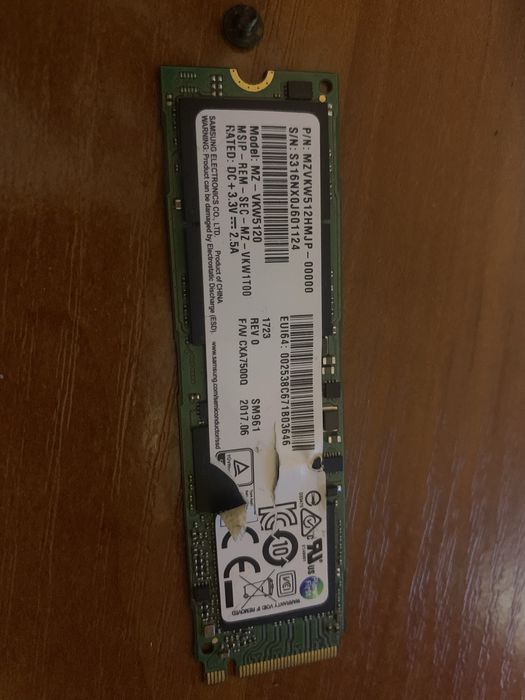 P/N: MZVKW512HMJP-00000
S/N: S316NX0J601124
Model: MZ-VKW5120
MSIP-REM-SEC-MZ-VKW1T00
RATED: DC+3.3V⎓2.5A
SAMSUNG ELECTRONICS CO., LTD. Product of CHINA
WARNING: Product can be damaged by Electrostatic Discharge (ESD). www.samsung.com/semiconductor/ssd
EUI64: 002538C671B03646
1723
REV 0 SM961
F/W CXA7500Q 2017.06
10
CE
WARRANTY VOID IF REMOVED